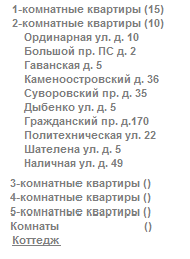 1-комнатные квартиры (15)
2-комнатные квартиры (10)
Ординарная ул. д. 10
Большой пр. ПС д. 2
Гаванская д. 5
Каменоостровский д. 36
Суворовский пр. д. 35
Дыбенко ул. д. 5
Гражданский пр. д.170
Политехническая ул. 22
Шателена ул. д. 5
Наличная ул. д. 49
3-комнатные квартиры ()
4-комнатные квартиры ()
5-комнатные квартиры ()
Комнаты ()
Коттедж